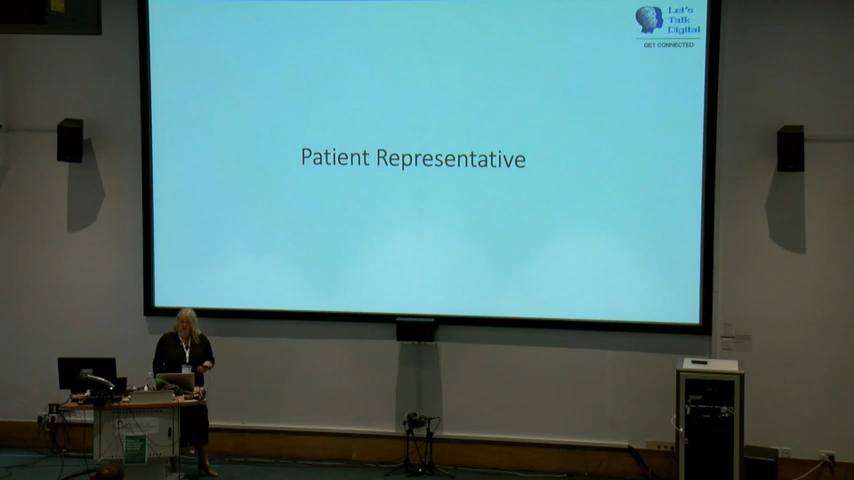 Let's
Talk
Digital
GET CONNECTED
Patient Representative